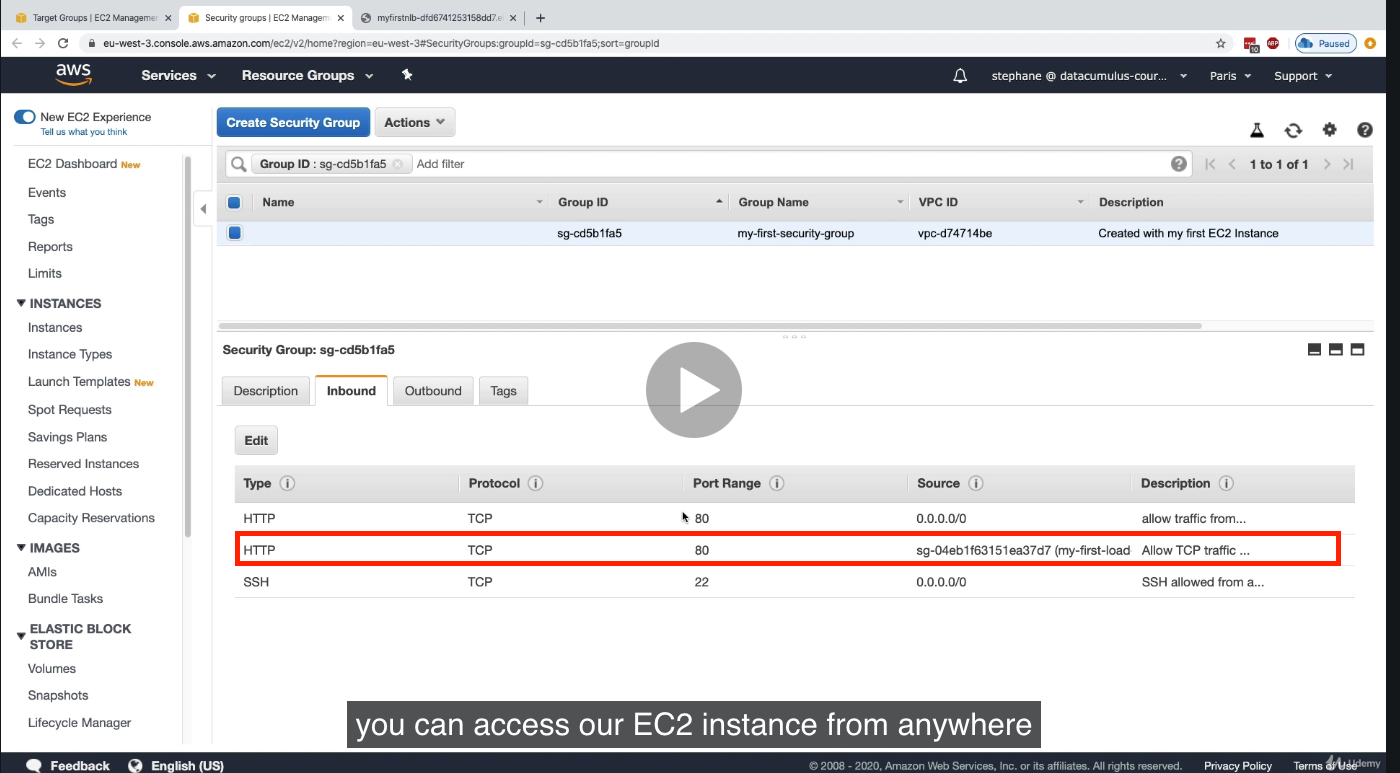 Target Groups | EC2 Managemen
Security groups | EC2 Managem
myfirstnlb-dfd6741253158dd7.e
eu-west-3.console.aws.amazon.com/ec2/v2/home?region=eu-west-3#SecurityGroups:groupId=sg-cd5b1fa5;sort=groupId
10
ABP
Paused
aws
Services
Resource Groups
stephane @ datacumulus-cour...
Paris
Support
New EC2 Experience
Tell us what you think
EC2 Dashboard New
Events
Tags
Reports
Limits
INSTANCES
Instances
Instance Types
Launch Templates New
Spot Requests
Savings Plans
Reserved Instances
Dedicated Hosts
Capacity Reservations
IMAGES
AMIs
Bundle Tasks
ELASTIC BLOCK
STORE
Volumes
Snapshots
Lifecycle Manager
Create Security Group
Actions
Group ID : sg-cd5b1fa5
Add filter
1 to 1 of 1
Name Group ID Group Name VPC ID Description
sg-cd5b1fa5 my-first-security-group vpc-d74714be Created with my first EC2 Instance
Security Group: sg-cd5b1fa5
Description Inbound Outbound Tags
Edit
Type Protocol Port Range Source Description
HTTP TCP 80 0.0.0.0/0 allow traffic from...
HTTP TCP 80 sg-04eb1f63151ea37d7 (my-first-load Allow TCP traffic ...
SSH TCP 22 0.0.0.0/0 SSH allowed from a...
you can access our EC2 instance from anywhere
Feedback
English (US)
© 2008 - 2020, Amazon Web Services, Inc. or its affiliates. All rights reserved.
Privacy Policy
Terms of Use
Udemy